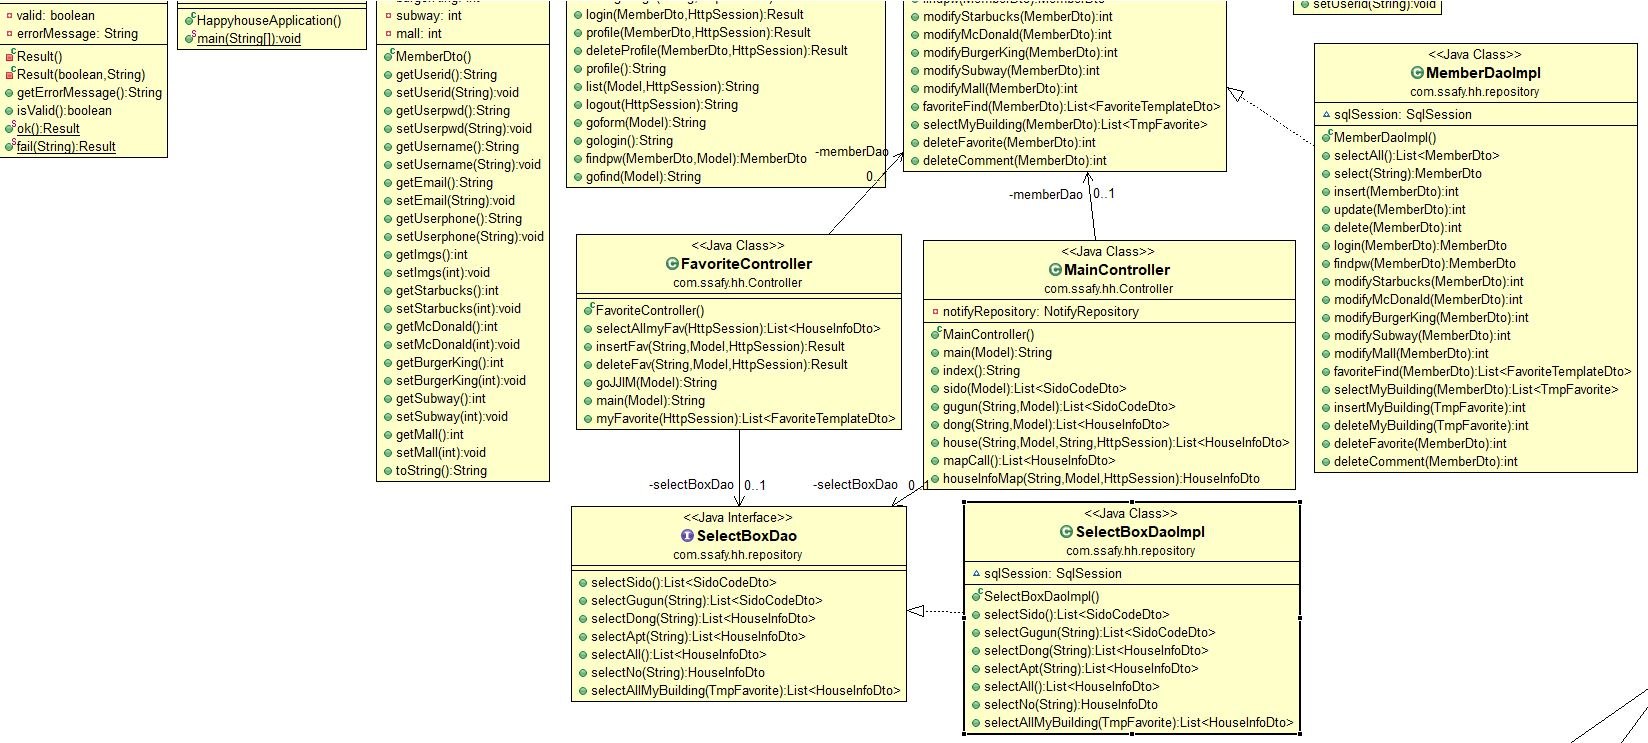 valid: boolean
errorMessage: String
Result()
Result(boolean,String)
getErrorMessage():String
isValid():boolean
ok():Result
fail(String):Result
HappyhouseApplication()
main(String[]):void
subway: int
mall: int
MemberDto()
getUserid():String
setUserid(String):void
getUserpwd():String
setUserpwd(String):void
getUsername():String
setUsername(String):void
getEmail():String
setEmail(String):void
getUserphone():String
setUserphone(String):void
getImgs():int
setImgs(int):void
getStarbucks():int
setStarbucks(int):void
getMcDonald():int
setMcDonald(int):void
getBurgerKing():int
setBurgerKing(int):void
getSubway():int
setSubway(int):void
getMall():int
setMall(int):void
toString():String
login(MemberDto,HttpSession):Result
profile(MemberDto,HttpSession):Result
deleteProfile(MemberDto,HttpSession):Result
profile():String
list(Model,HttpSession):String
logout(HttpSession):String
goform(Model):String
gologin():String
findpw(MemberDto,Model):MemberDto
gofind(Model):String
-memberDao
0..1
findpw(MemberDto):MemberDto
modifyStarbucks(MemberDto):int
modifyMcDonald(MemberDto):int
modifyBurgerKing(MemberDto):int
modifySubway(MemberDto):int
modifyMall(MemberDto):int
favoriteFind(MemberDto):List<FavoriteTemplateDto>
selectMyBuilding(MemberDto):List<TmpFavorite>
deleteFavorite(MemberDto):int
deleteComment(MemberDto):int
-memberDao 0..1
setUserid(String):void
<<Java Class>>
MemberDaoImpl
com.ssafy.hh.repository
sqlSession: SqlSession
MemberDaoImpl()
selectAll():List<MemberDto>
select(String):MemberDto
insert(MemberDto):int
update(MemberDto):int
delete(MemberDto):int
login(MemberDto):MemberDto
findpw(MemberDto):MemberDto
modifyStarbucks(MemberDto):int
modifyMcDonald(MemberDto):int
modifyBurgerKing(MemberDto):int
modifySubway(MemberDto):int
modifyMall(MemberDto):int
favoriteFind(MemberDto):List<FavoriteTemplateDto>
selectMyBuilding(MemberDto):List<TmpFavorite>
insertMyBuilding(TmpFavorite):int
deleteMyBuilding(TmpFavorite):int
deleteFavorite(MemberDto):int
deleteComment(MemberDto):int
<<Java Class>>
FavoriteController
com.ssafy.hh.Controller
FavoriteController()
selectAllmyFav(HttpSession):List<HouseInfoDto>
insertFav(String,Model,HttpSession):Result
deleteFav(String,Model,HttpSession):Result
goJJIM(Model):String
main(Model):String
myFavorite(HttpSession):List<FavoriteTemplateDto>
<<Java Class>>
MainController
com.ssafy.hh.Controller
notifyRepository: NotifyRepository
MainController()
main(Model):String
index():String
sido(Model):List<SidoCodeDto>
gugun(String,Model):List<SidoCodeDto>
dong(String,Model):List<HouseInfoDto>
house(String,Model,String,HttpSession):List<HouseInfoDto>
mapCall():List<HouseInfoDto>
houseInfoMap(String,Model,HttpSession):HouseInfoDto
-selectBoxDao 0..1
-selectBoxDao 0..1
<<Java Interface>>
SelectBoxDao
com.ssafy.hh.repository
selectSido():List<SidoCodeDto>
selectGugun(String):List<SidoCodeDto>
selectDong(String):List<HouseInfoDto>
selectApt(String):List<HouseInfoDto>
selectAll():List<HouseInfoDto>
selectNo(String):HouseInfoDto
selectAllMyBuilding(TmpFavorite):List<HouseInfoDto>
<<Java Class>>
SelectBoxDaoImpl
com.ssafy.hh.repository
sqlSession: SqlSession
SelectBoxDaoImpl()
selectSido():List<SidoCodeDto>
selectGugun(String):List<SidoCodeDto>
selectDong(String):List<HouseInfoDto>
selectApt(String):List<HouseInfoDto>
selectAll():List<HouseInfoDto>
selectNo(String):HouseInfoDto
selectAllMyBuilding(TmpFavorite):List<HouseInfoDto>